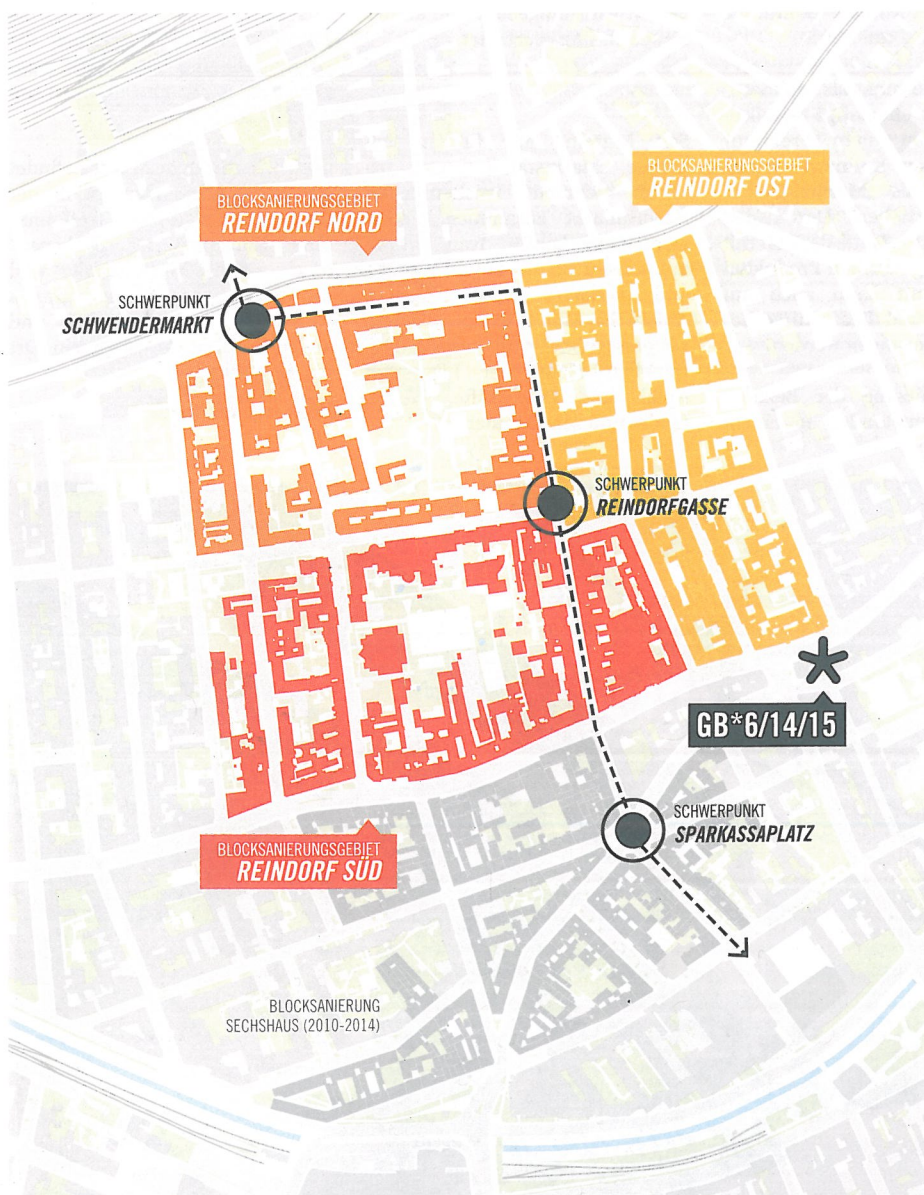 BLOCKSANIERUNGSGEBIET
REINDORF OST
BLOCKSANIERUNGSGEBIET
REINDORF NORD
SCHWERPUNKT
SCHWENDERMARKT
SCHWERPUNKT
REINDORFGASSE
GB*6/14/15
SCHWERPUNKT
SPARKASSAPLATZ
BLOCKSANIERUNGSGEBIET
REINDORF SÜD
BLOCKSANIERUNG
SECHSHAUS (2010-2014)